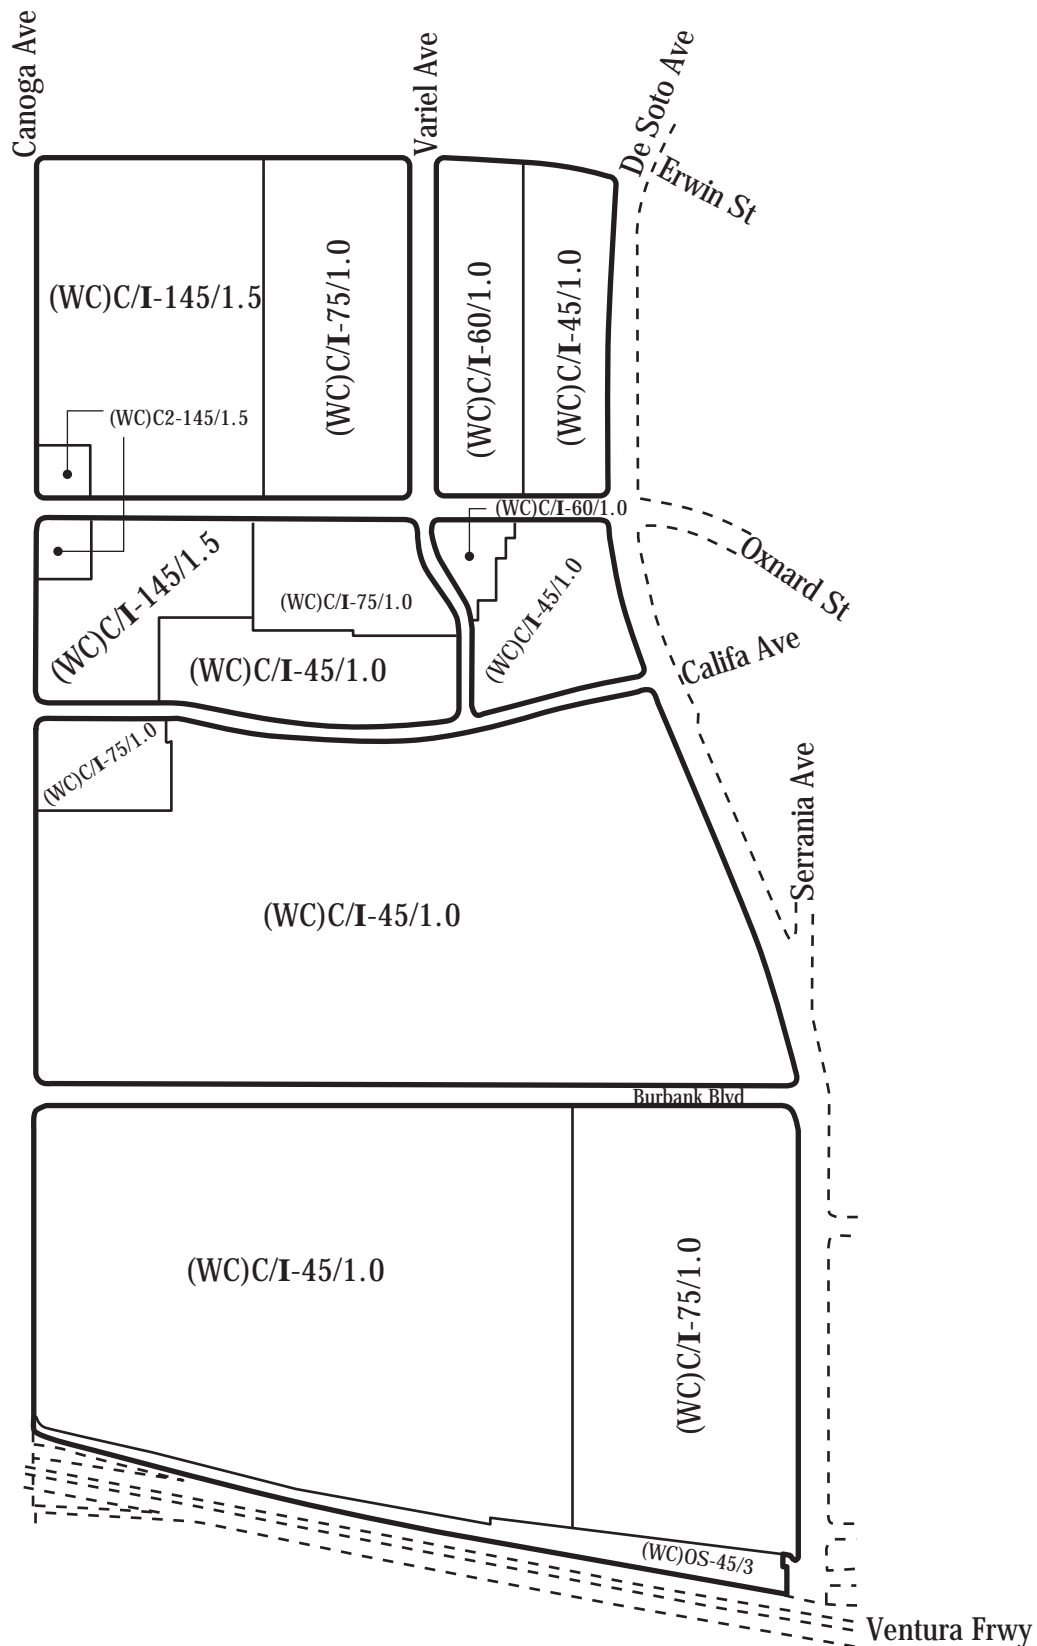 Canoga Ave
Variel Ave
De Soto Ave
Erwin St
(WC)C/I-145/1.5
(WC)C/I-75/1.0
(WC)C/I-60/1.0
(WC)C/I-45/1.0
(WC)C2-145/1.5
(WC)C/I-60/1.0
Oxnard St
(WC)C/I-145/1.5
(WC)C/I-75/1.0
(WC)C/I-45/1.0
(WC)C/I-45/1.0
Califa Ave
(WC)C/I-75/1.0
Serrania Ave
(WC)C/I-45/1.0
Burbank Blvd
(WC)C/I-45/1.0
(WC)C/I-75/1.0
(WC)OS-45/3
Ventura Frwy